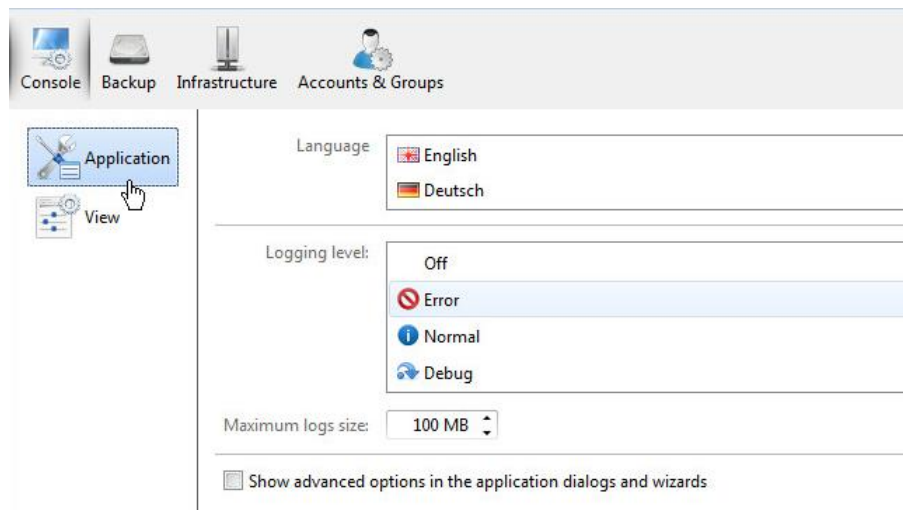 Console Backup Infrastructure Accounts & Groups
Application
View
Language
English
Deutsch
Logging level:
Off
Error
Normal
Debug
Maximum logs size: 100 MB
Show advanced options in the application dialogs and wizards